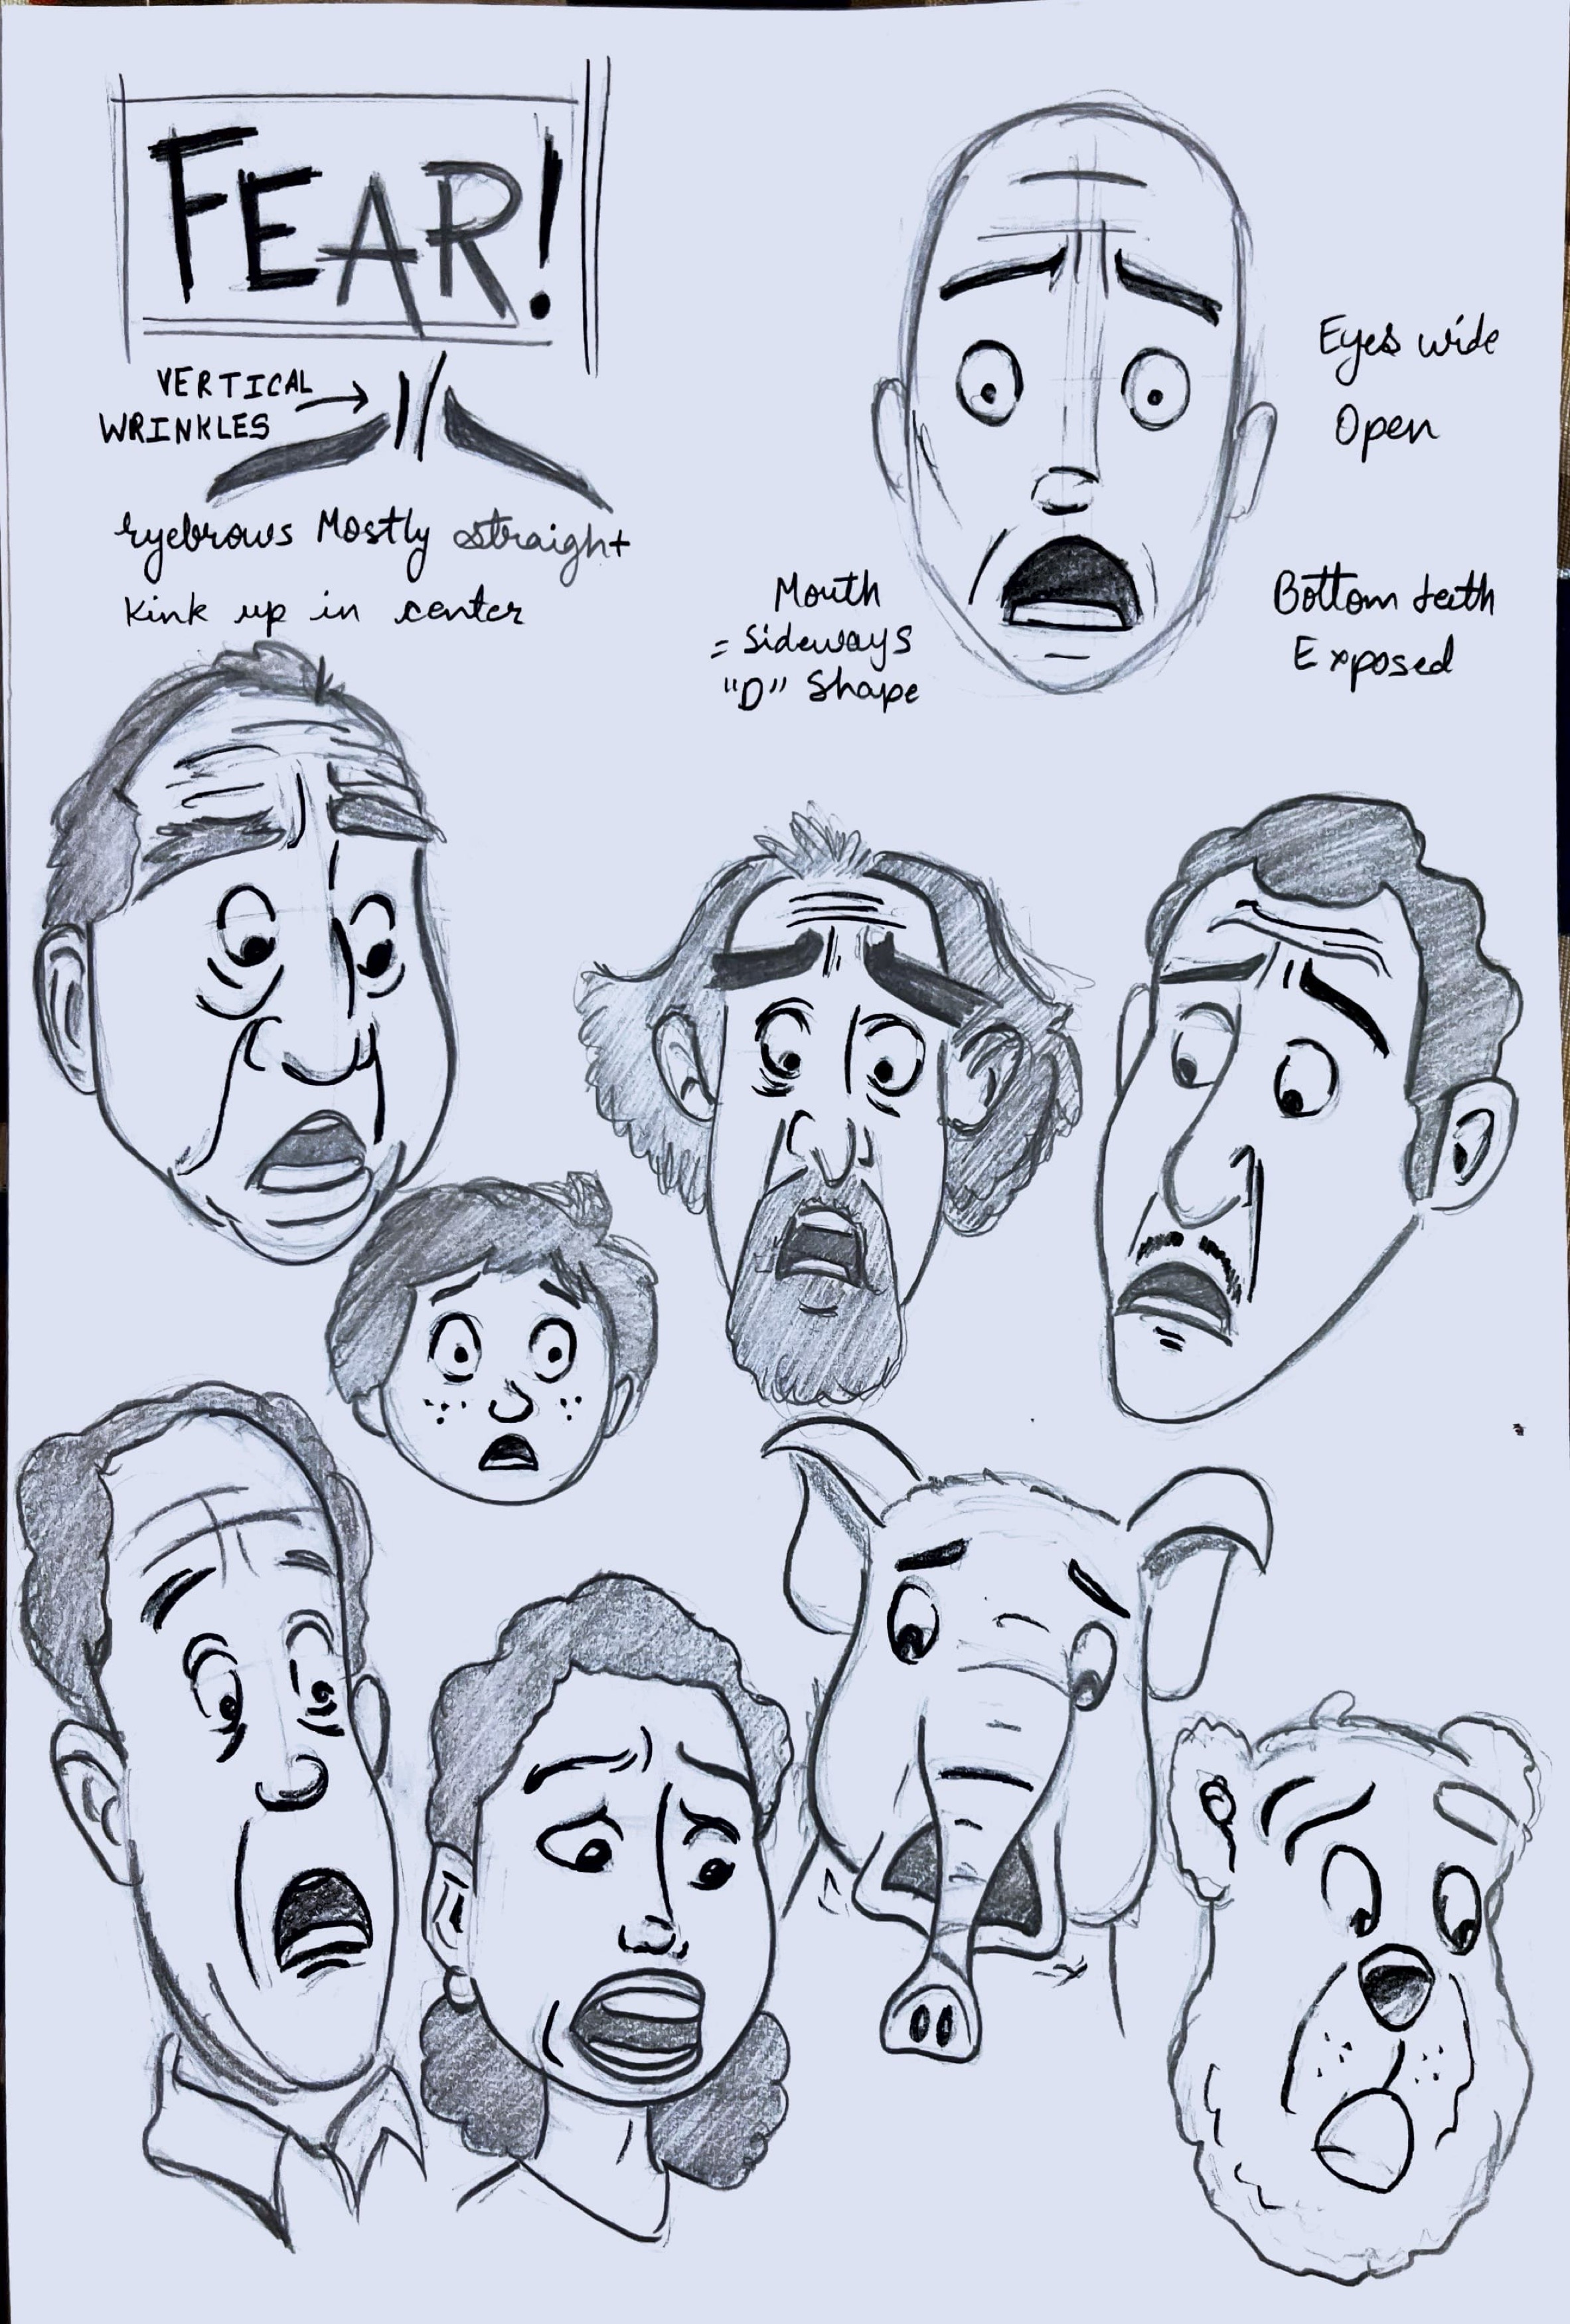 FEAR!
VERTICAL
WRINKLES
eyebrows Mostly straight
Kink up in center
Eyes wide
Open
Mouth
= Sideways
"D" Shape
Bottom teeth
Exposed